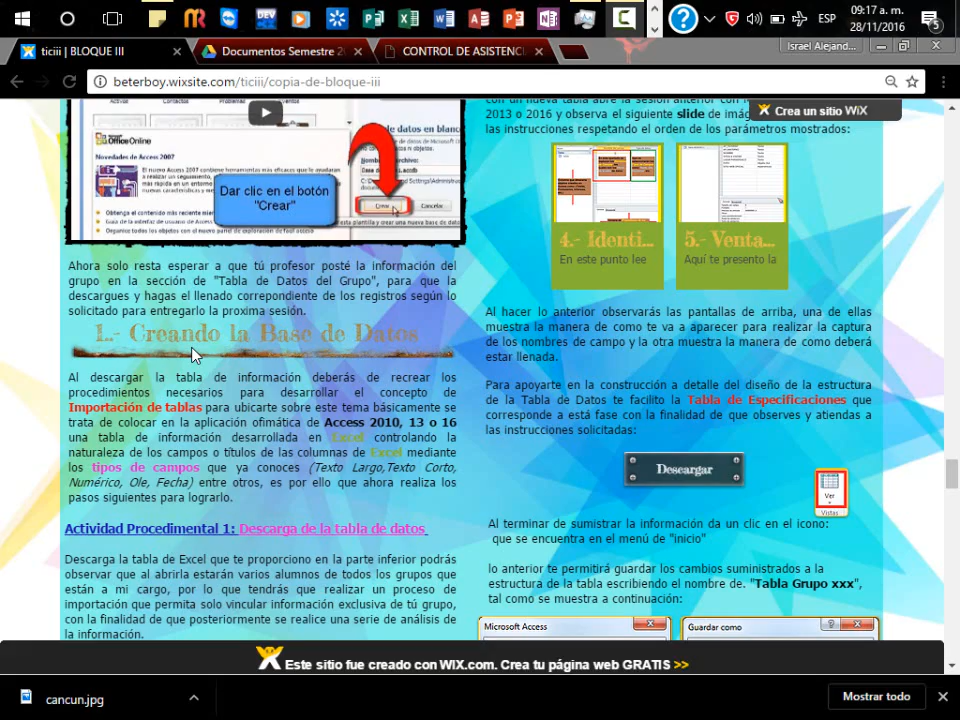 09:17 a. m.
ESP
28/11/2016
5
ticiii | BLOQUE III
Documentos Semestre 2
CONTROL DE ASISTENCI
Israel Alejand...
beterboy.wixsite.com/ticiii/copia-de-bloque-iii
Crea un sitio WiX
Office Online
Novedades de Access 2007
Dar clic en el botón
"Crear"
Crear
Cancelar
Ahora solo resta esperar a que tú profesor posté la información del
grupo en la sección de "Tabla de Datos del Grupo", para que la
descargues y hagas el llenado correpondiente de los registros según lo
solicitado para entregarlo la proxima sesión.
1.- Creando la Base de Datos
Al descargar la tabla de información deberás de recrear los
procedimientos necesarios para desarrollar el concepto de
Importación de tablas para ubicarte sobre este tema básicamente se
trata de colocar en la aplicación ofimática de Access 2010, 13 o 16
una tabla de información desarrollada en Excel controlando la
naturaleza de los campos o títulos de las columnas de Excel mediante
los tipos de campos que ya conoces (Texto Largo,Texto Corto,
Numérico, Ole, Fecha) entre otros, es por ello que ahora realiza los
pasos siguientes para lograrlo.
Actividad Procedimental 1: Descarga de la tabla de datos
Descarga la tabla de Excel que te proporciono en la parte inferior podrás
observar que al abrirla estarán varios alumnos de todos los grupos que
están a mi cargo, por lo que tendrás que realizar un proceso de
importación que permita solo vincular información exclusiva de tú grupo,
con la finalidad de que posteriormente se realice una serie de análisis de
la información.
2013 o 2016 y observa el siguiente slide de imág
las instrucciones respetando el orden de los parámetros mostrados:
4.- Identi...
En este punto lee
5.- Venta...
Aquí te presento la
Al hacer lo anterior observarás las pantallas de arriba, una de ellas
muestra la manera de como te va a aparecer para realizar la captura
de los nombres de campo y la otra muestra la manera de como deberá
estar llenada.
Para apoyarte en la construcción a detalle del diseño de la estructura
de la Tabla de Datos te facilito la Tabla de Especificaciones que
corresponde a está fase con la finalidad de que observes y atiendas a
las instrucciones solicitadas:
Descargar
Ver
Vistas
Al terminar de sumistrar la información da un clic en el icono:
que se encuentra en el menú de "inicio"
lo anterior te permitirá guardar los cambios suministrados a la
estructura de la tabla escribiendo el nombre de. "Tabla Grupo xxx",
tal como se muestra a continuación:
Microsoft Access
Guardar como
Este sitio fue creado con WIX.com. Crea tu página web GRATIS >>
cancun.jpg
Mostrar todo